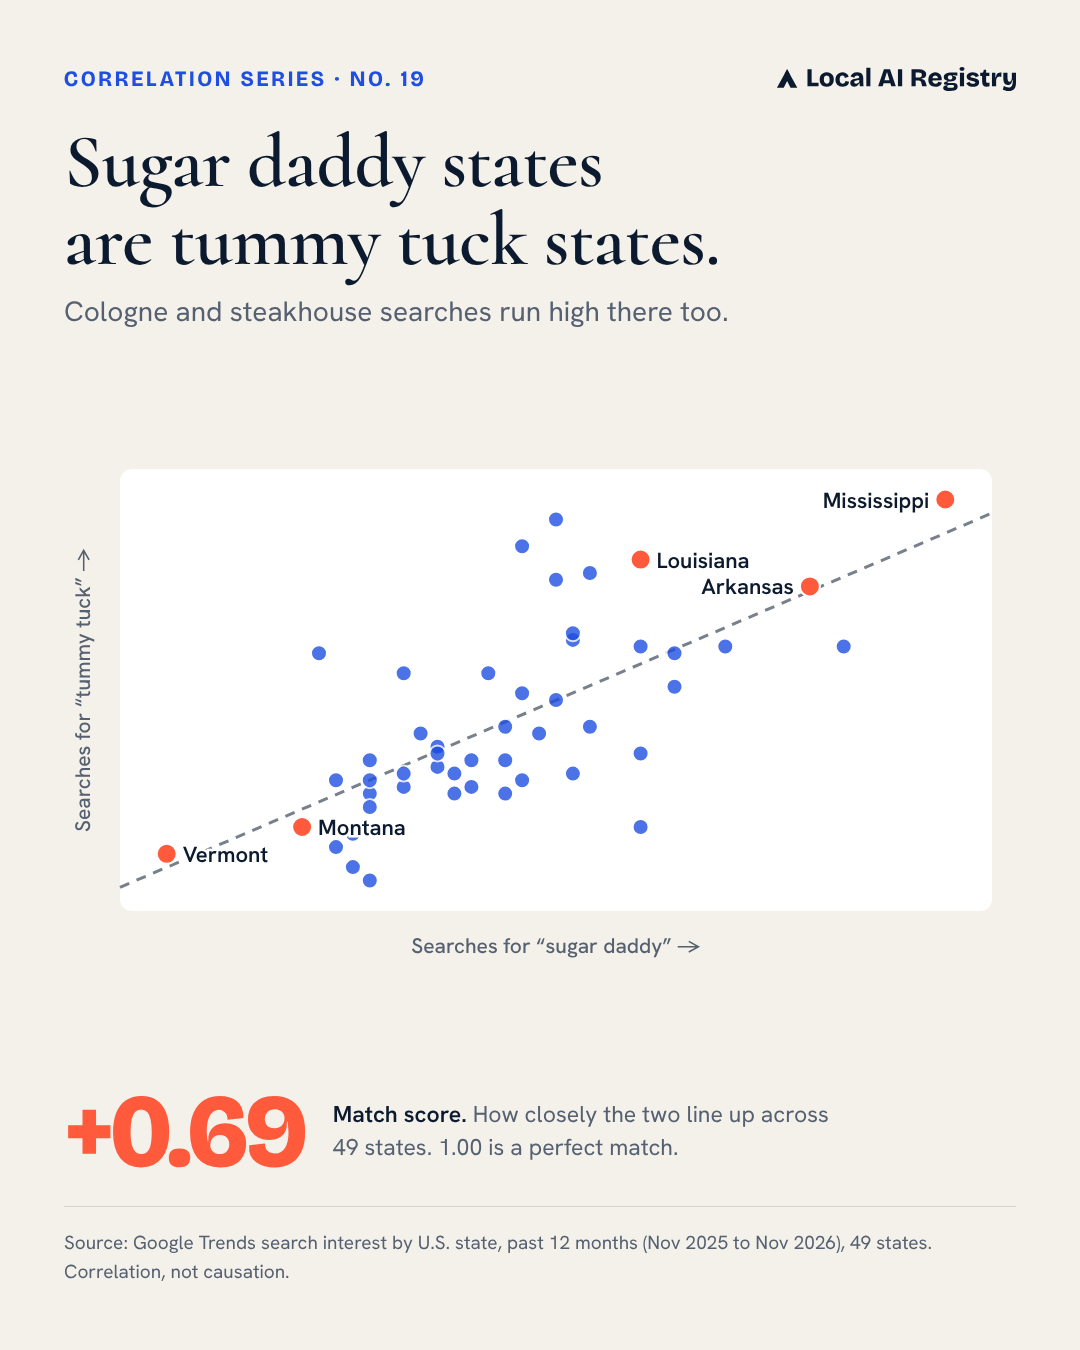 CORRELATION SERIES · NO. 19
Local AI Registry
Sugar daddy states
are tummy tuck states.
Cologne and steakhouse searches run high there too.
Mississippi
Louisiana
Arkansas
Montana
Vermont
Searches for “tummy tuck” →
Searches for “sugar daddy” →
+0.69
Match score. How closely the two line up across
49 states. 1.00 is a perfect match.
Source: Google Trends search interest by U.S. state, past 12 months (Nov 2025 to Nov 2026), 49 states.
Correlation, not causation.